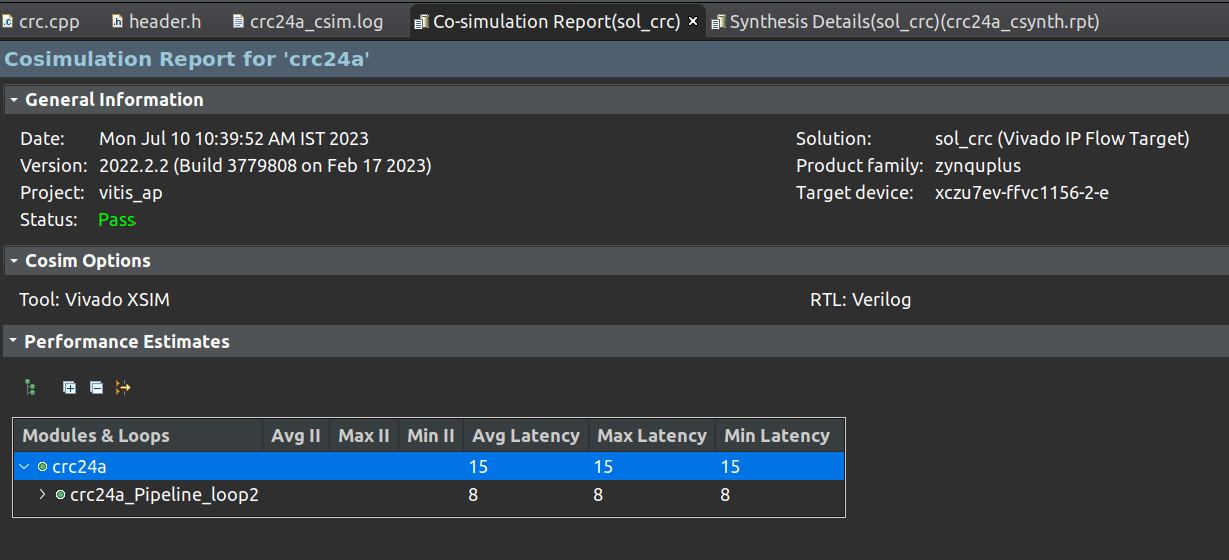 crc.cpp header.h crc24a_csim.log Co-simulation Report(sol_crc) Synthesis Details(sol_crc)(crc24a_csynth.rpt)
Cosimulation Report for 'crc24a'
General Information
Date: Mon Jul 10 10:39:52 AM IST 2023 Solution: sol_crc (Vivado IP Flow Target)
Version: 2022.2.2 (Build 3779808 on Feb 17 2023) Product family: zynquplus
Project: vitis_ap Target device: xczu7ev-ffvc1156-2-e
Status: Pass
Cosim Options
Tool: Vivado XSIM RTL: Verilog
Performance Estimates
Modules & Loops Avg II Max II Min II Avg Latency Max Latency Min Latency
crc24a 15 15 15
crc24a_Pipeline_loop2 8 8 8